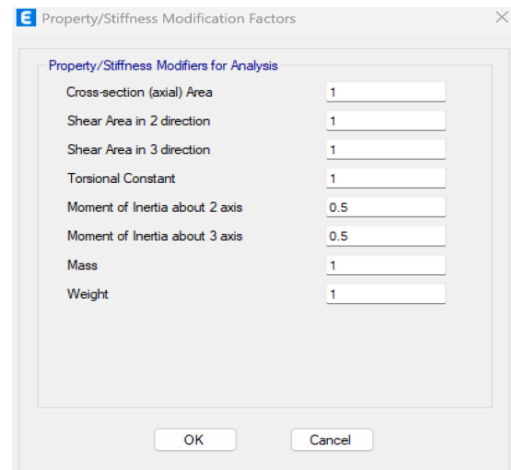 E Property/Stiffness Modification Factors
Property/Stiffness Modifiers for Analysis
Cross-section (axial) Area 1
Shear Area in 2 direction 1
Shear Area in 3 direction 1
Torsional Constant 1
Moment of Inertia about 2 axis 0.5
Moment of Inertia about 3 axis 0.5
Mass 1
Weight 1
OK Cancel